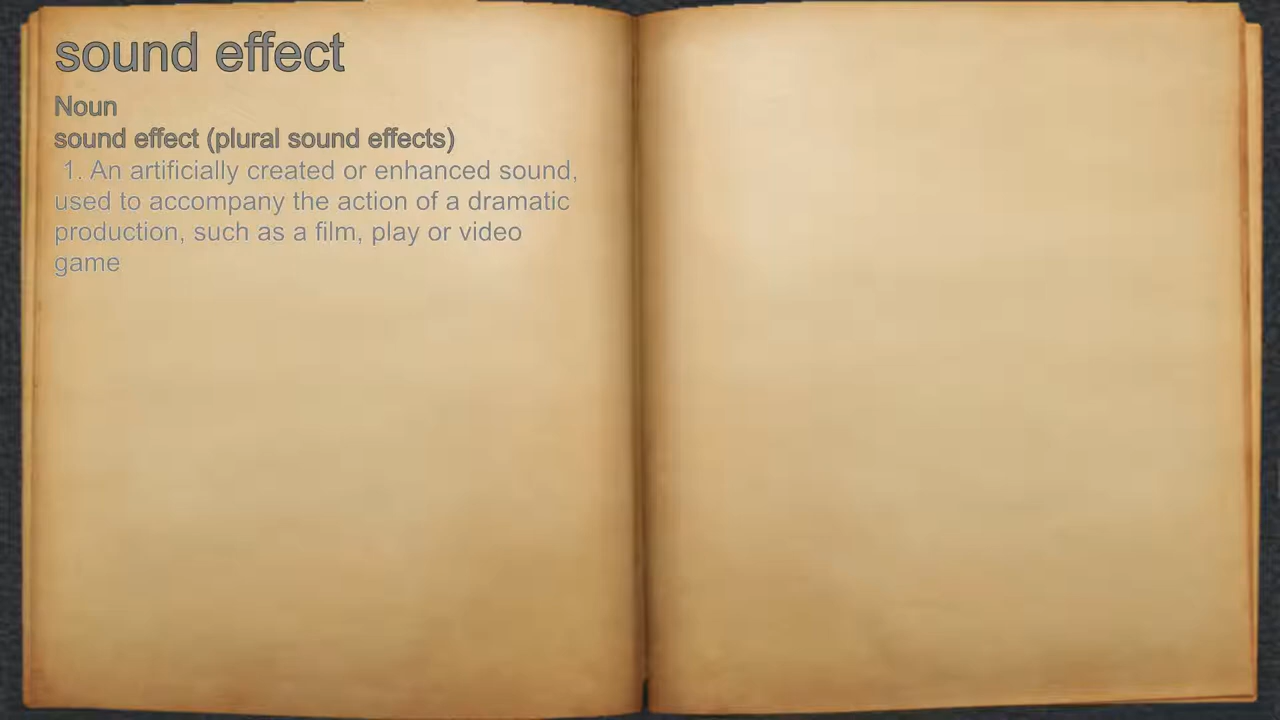 sound effect
Noun
sound effect (plural sound effects)
1. An artificially created or enhanced sound,
used to accompany the action of a dramatic
production, such as a film, play or video
game